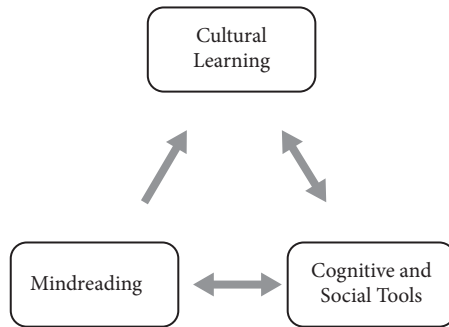 Cultural
Learning
Mindreading
Cognitive and
Social Tools